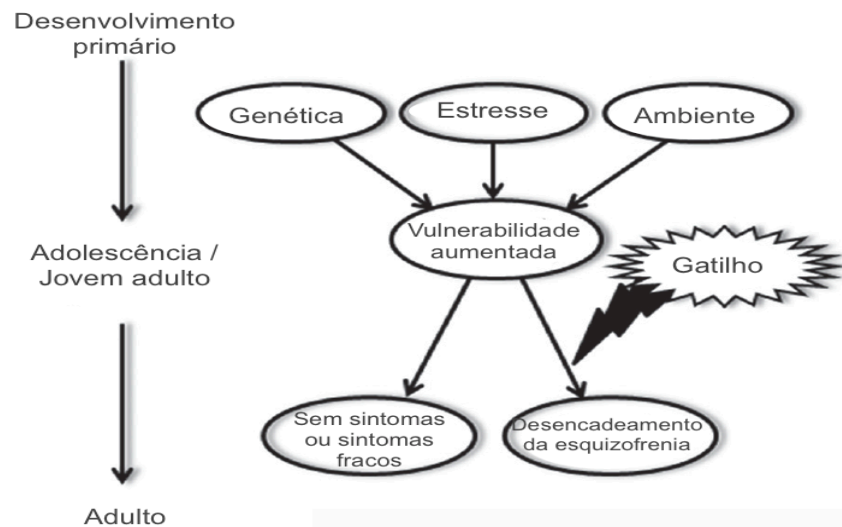 Desenvolvimento
primário
Genética
Estresse
Ambiente
Vulnerabilidade
aumentada
Gatilho
Adolescência /
Jovem adulto
Sem sintomas
ou sintomas
fracos
Desencadeamento
da esquizofrenia
Adulto